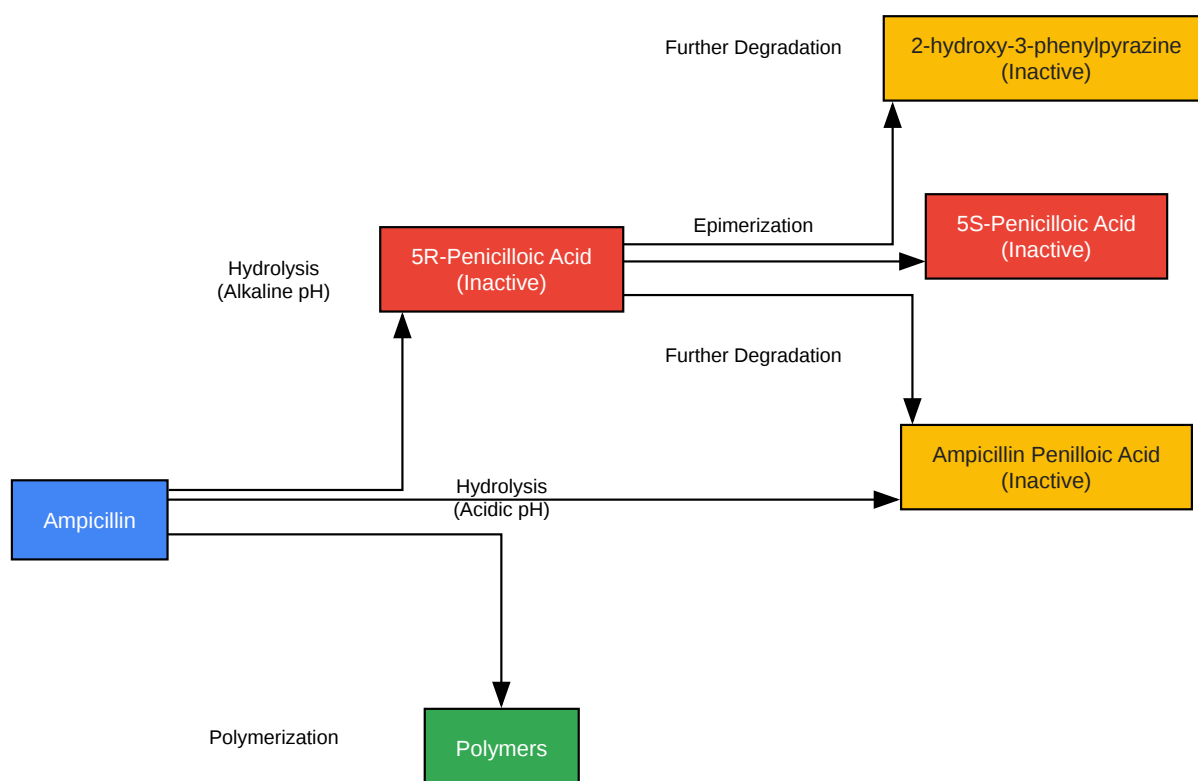 Further Degradation
2-hydroxy-3-phenylpyrazine
(Inactive)
Epimerization
5S-Penicilloic Acid
(Inactive)
Hydrolysis
(Alkaline pH)
5R-Penicilloic Acid
(Inactive)
Further Degradation
Ampicillin Penilloic Acid
(Inactive)
Ampicillin
Hydrolysis
(Acidic pH)
Polymerization
Polymers